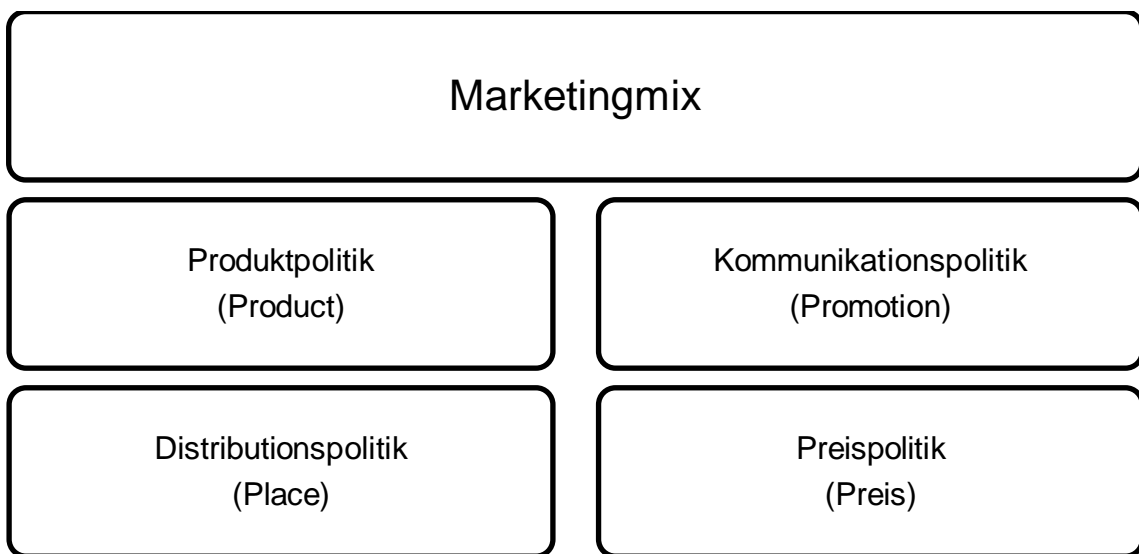 Marketingmix
Produktpolitik
(Product)
Kommunikationspolitik
(Promotion)
Distributionspolitik
(Place)
Preispolitik
(Preis)